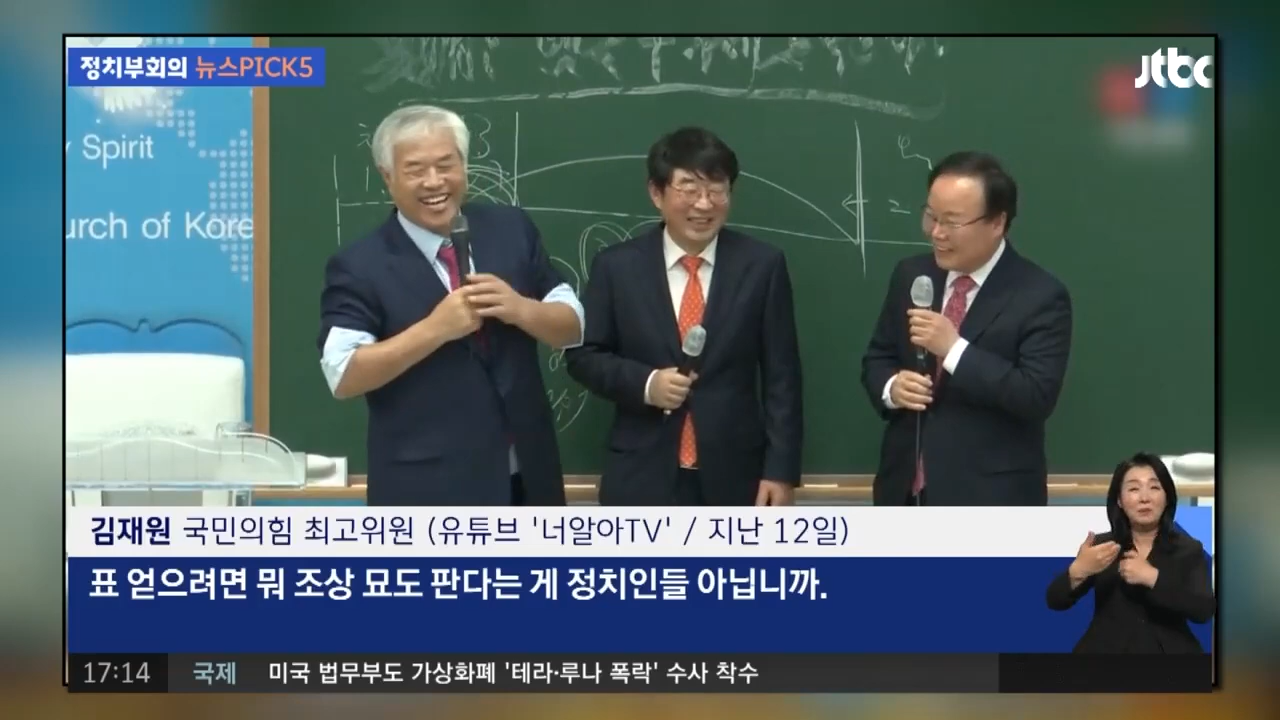 정치부회의 뉴스PICK5
jtbc
Spirit
urch of Kore
김재원 국민의힘 최고위원 (유튜브 '너알아TV' / 지난 12일)
표 얻으려면 뭐 조상 묘도 판다는 게 정치인들 아닙니까.
17:14 국제 미국 법무부도 가상화폐 '테라·루나 폭락' 수사 착수